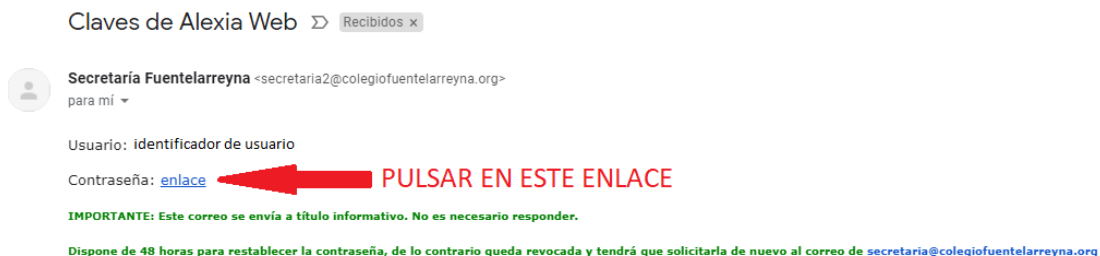 Claves de Alexia Web Recibidos x
Secretaría Fuentelarreyna <secretaria2@colegiofuentelarreyna.org>
para mí
Usuario: identificador de usuario
Contraseña: enlace PULSAR EN ESTE ENLACE
IMPORTANTE: Este correo se envía a título informativo. No es necesario responder.
Dispone de 48 horas para restablecer la contraseña, de lo contrario queda revocada y tendrá que solicitarla de nuevo al correo de secretaria@colegiofuentelarreyna.org